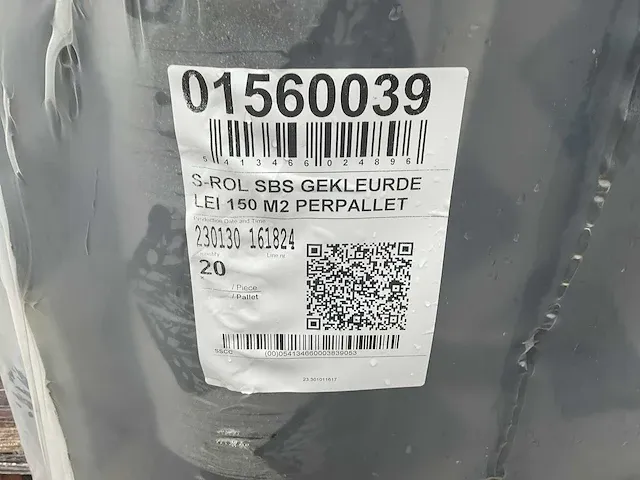 01560039
5 413466 024896
S-ROL SBS GEKLEURDE
LEI 150 M2 PERPALLET
Production Date and Time
230130 161824
Quantity Line nr
20
/ Piece
/ Pallet
SSCC (00)054134660003839053
23.301011617